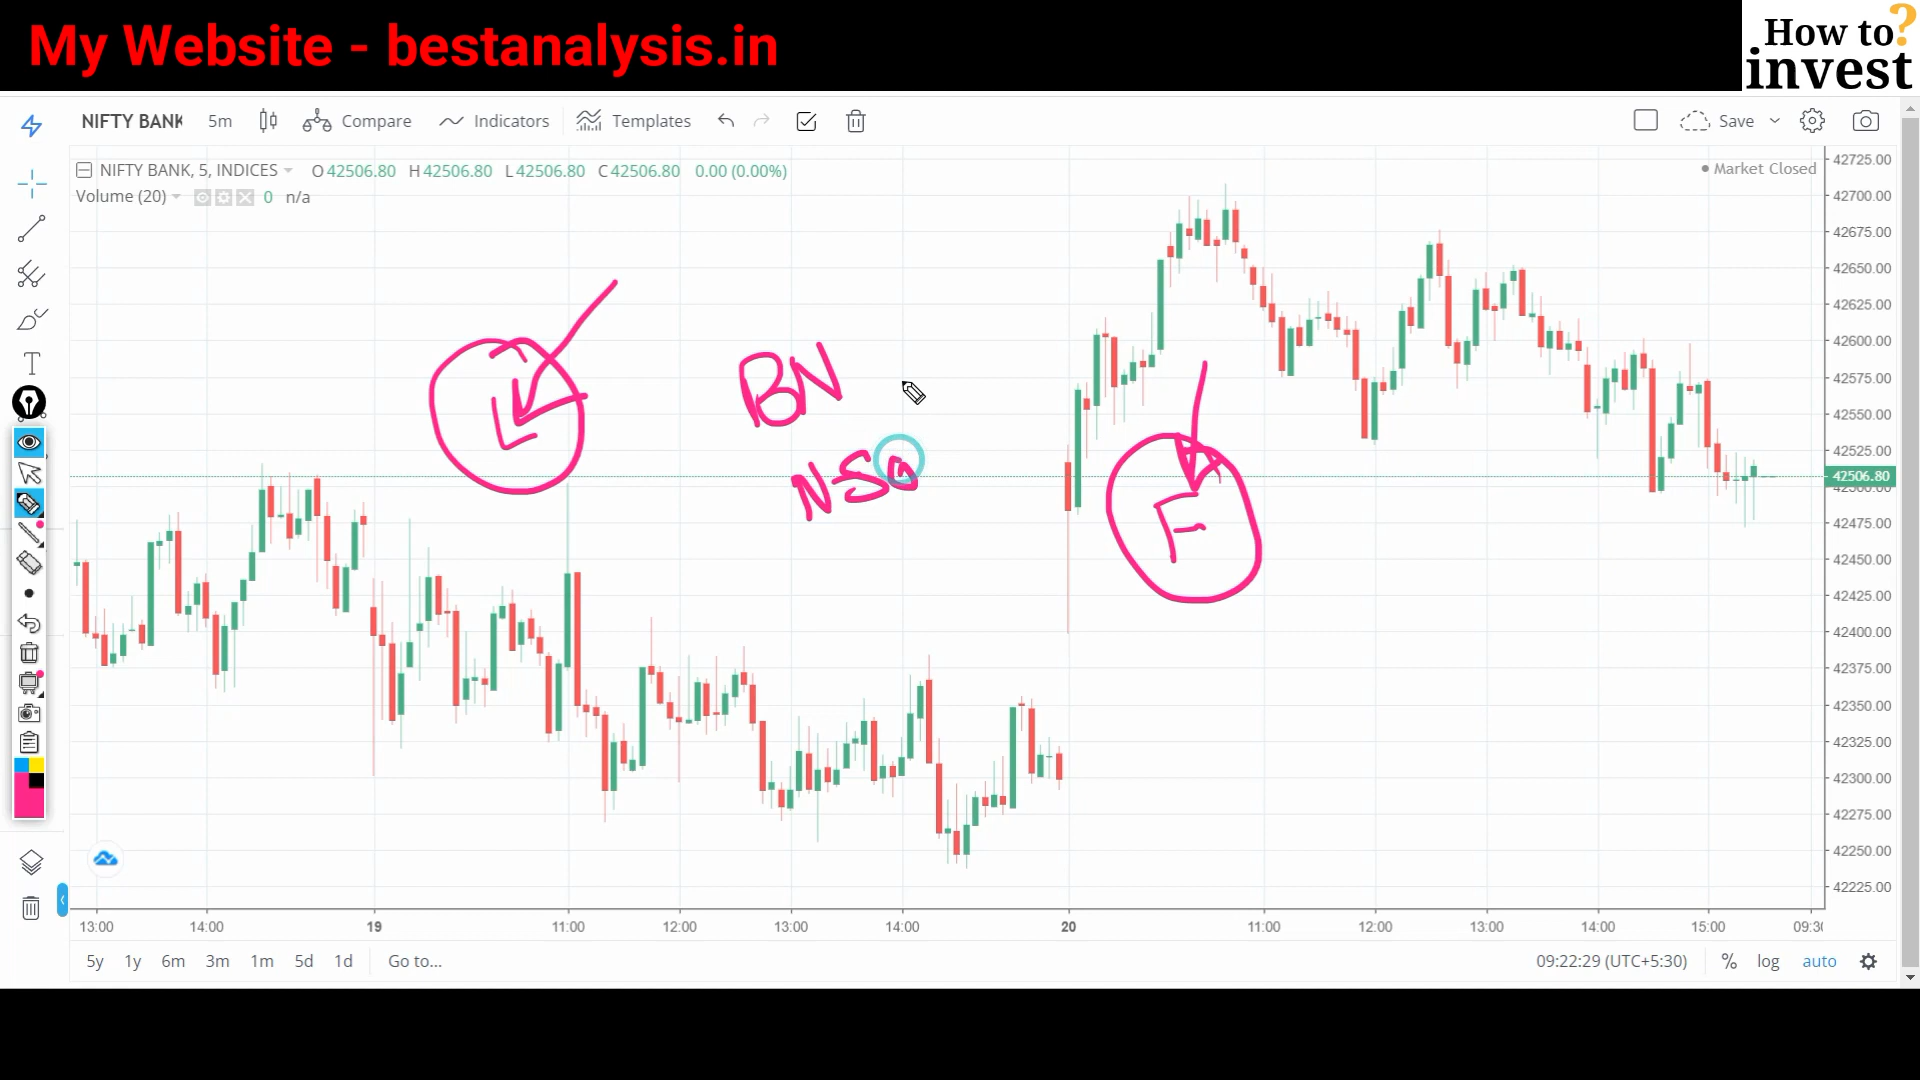 My Website - bestanalysis.in
How to?
invest
NIFTY BANK 5m Compare Indicators Templates Save
NIFTY BANK, 5, INDICES O42506.80 H42506.80 L42506.80 C42506.80 0.00 (0.00%)
Market Closed
Volume (20) 0 n/a
42725.00
42700.00
42675.00
42650.00
42625.00
42600.00
42575.00
42550.00
42525.00
42506.80
42500.00
42475.00
42450.00
42425.00
42400.00
42375.00
42350.00
42325.00
42300.00
42275.00
42250.00
42225.00
L
BN
NS0
F
13:00 14:00 19 11:00 12:00 13:00 14:00 20 11:00 12:00 13:00 14:00 15:00 09:30
5y 1y 6m 3m 1m 5d 1d Go to... 09:22:29 (UTC+5:30) % log auto